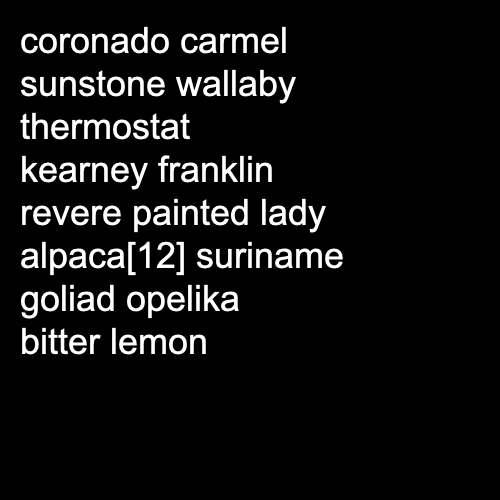 coronado carmel
sunstone wallaby
thermostat
kearney franklin
revere painted lady
alpaca[12] suriname
goliad opelika
bitter lemon